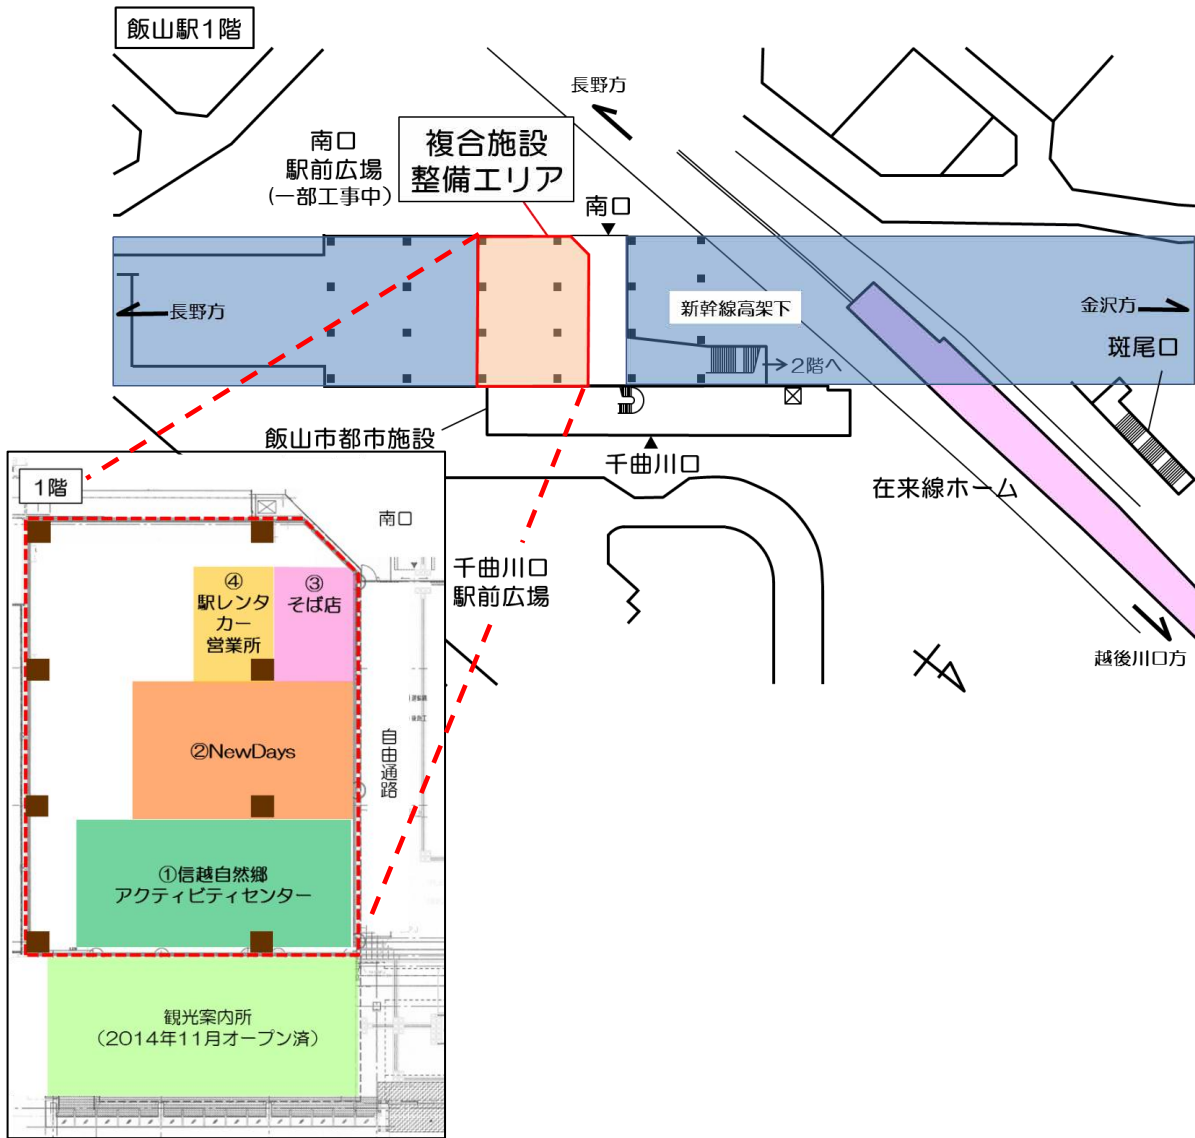 飯山駅1階
長野方
南口
駅前広場
(一部工事中)
複合施設
整備エリア
南口
長野方
新幹線高架下
金沢方
斑尾口
→2階へ
飯山市都市施設
千曲川口
在来線ホーム
千曲川口
駅前広場
越後川口方
1階
南口
④
駅レンタ
カー
営業所
③
そば店
②NewDays
自由通路
①信越自然郷
アクティビティセンター
観光案内所
(2014年11月オープン済)